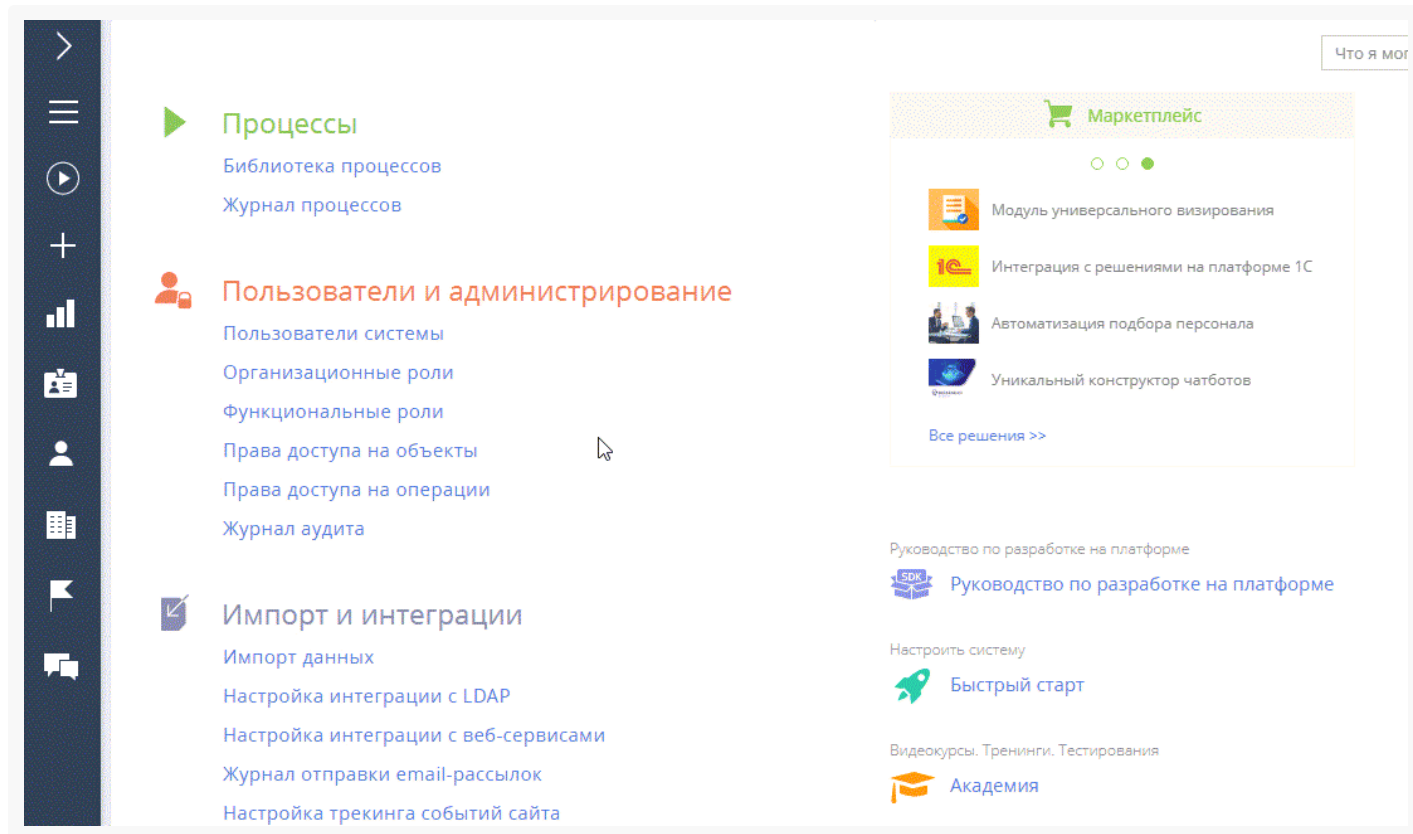 Что я мог
Процессы
Библиотека процессов
Журнал процессов
Пользователи и администрирование
Пользователи системы
Организационные роли
Функциональные роли
Права доступа на объекты
Права доступа на операции
Журнал аудита
Импорт и интеграции
Импорт данных
Настройка интеграции с LDAP
Настройка интеграции с веб-сервисами
Журнал отправки email-рассылок
Настройка трекинга событий сайта
Маркетплейс
Модуль универсального визирования
1С
Интеграция с решениями на платформе 1С
Автоматизация подбора персонала
Уникальный конструктор чатботов
Все решения >>
Руководство по разработке на платформе
SDK
Руководство по разработке на платформе
Настроить систему
Быстрый старт
Видеокурсы. Тренинги. Тестирования
Академия